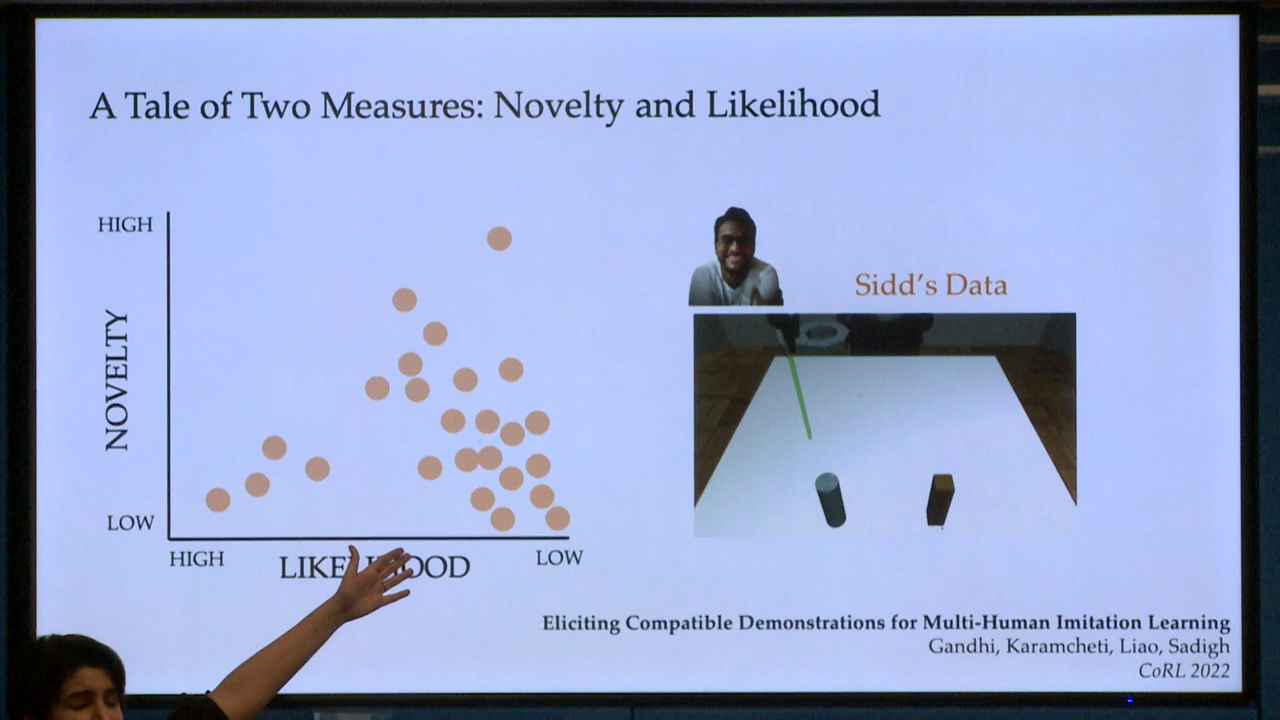 A Tale of Two Measures: Novelty and Likelihood
HIGH
NOVELTY
LOW
HIGH
LIKELIHOOD
LOW
Sidd's Data
Eliciting Compatible Demonstrations for Multi-Human Imitation Learning
Gandhi, Karamcheti, Liao, Sadigh
CoRL 2022